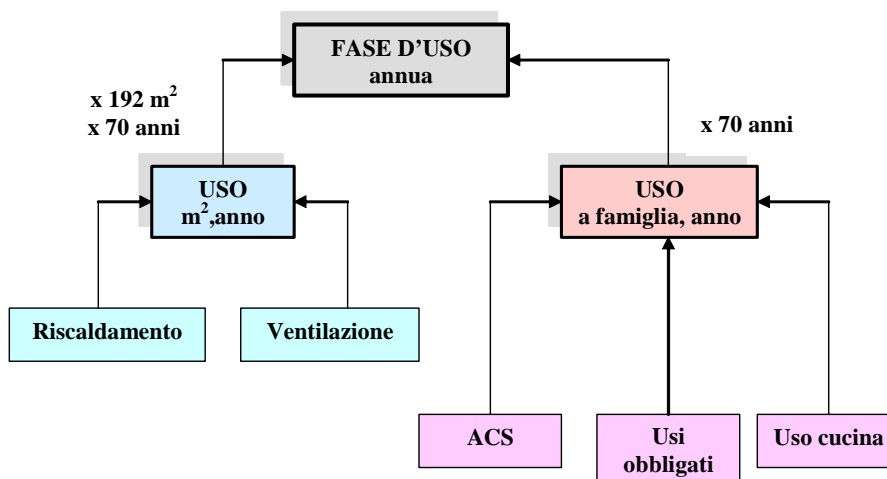 FASE D'USO
annua
x 192 m²
x 70 anni
x 70 anni
USO
m²,anno
USO
a famiglia, anno
Riscaldamento
Ventilazione
ACS
Usi
obbligati
Uso cucina